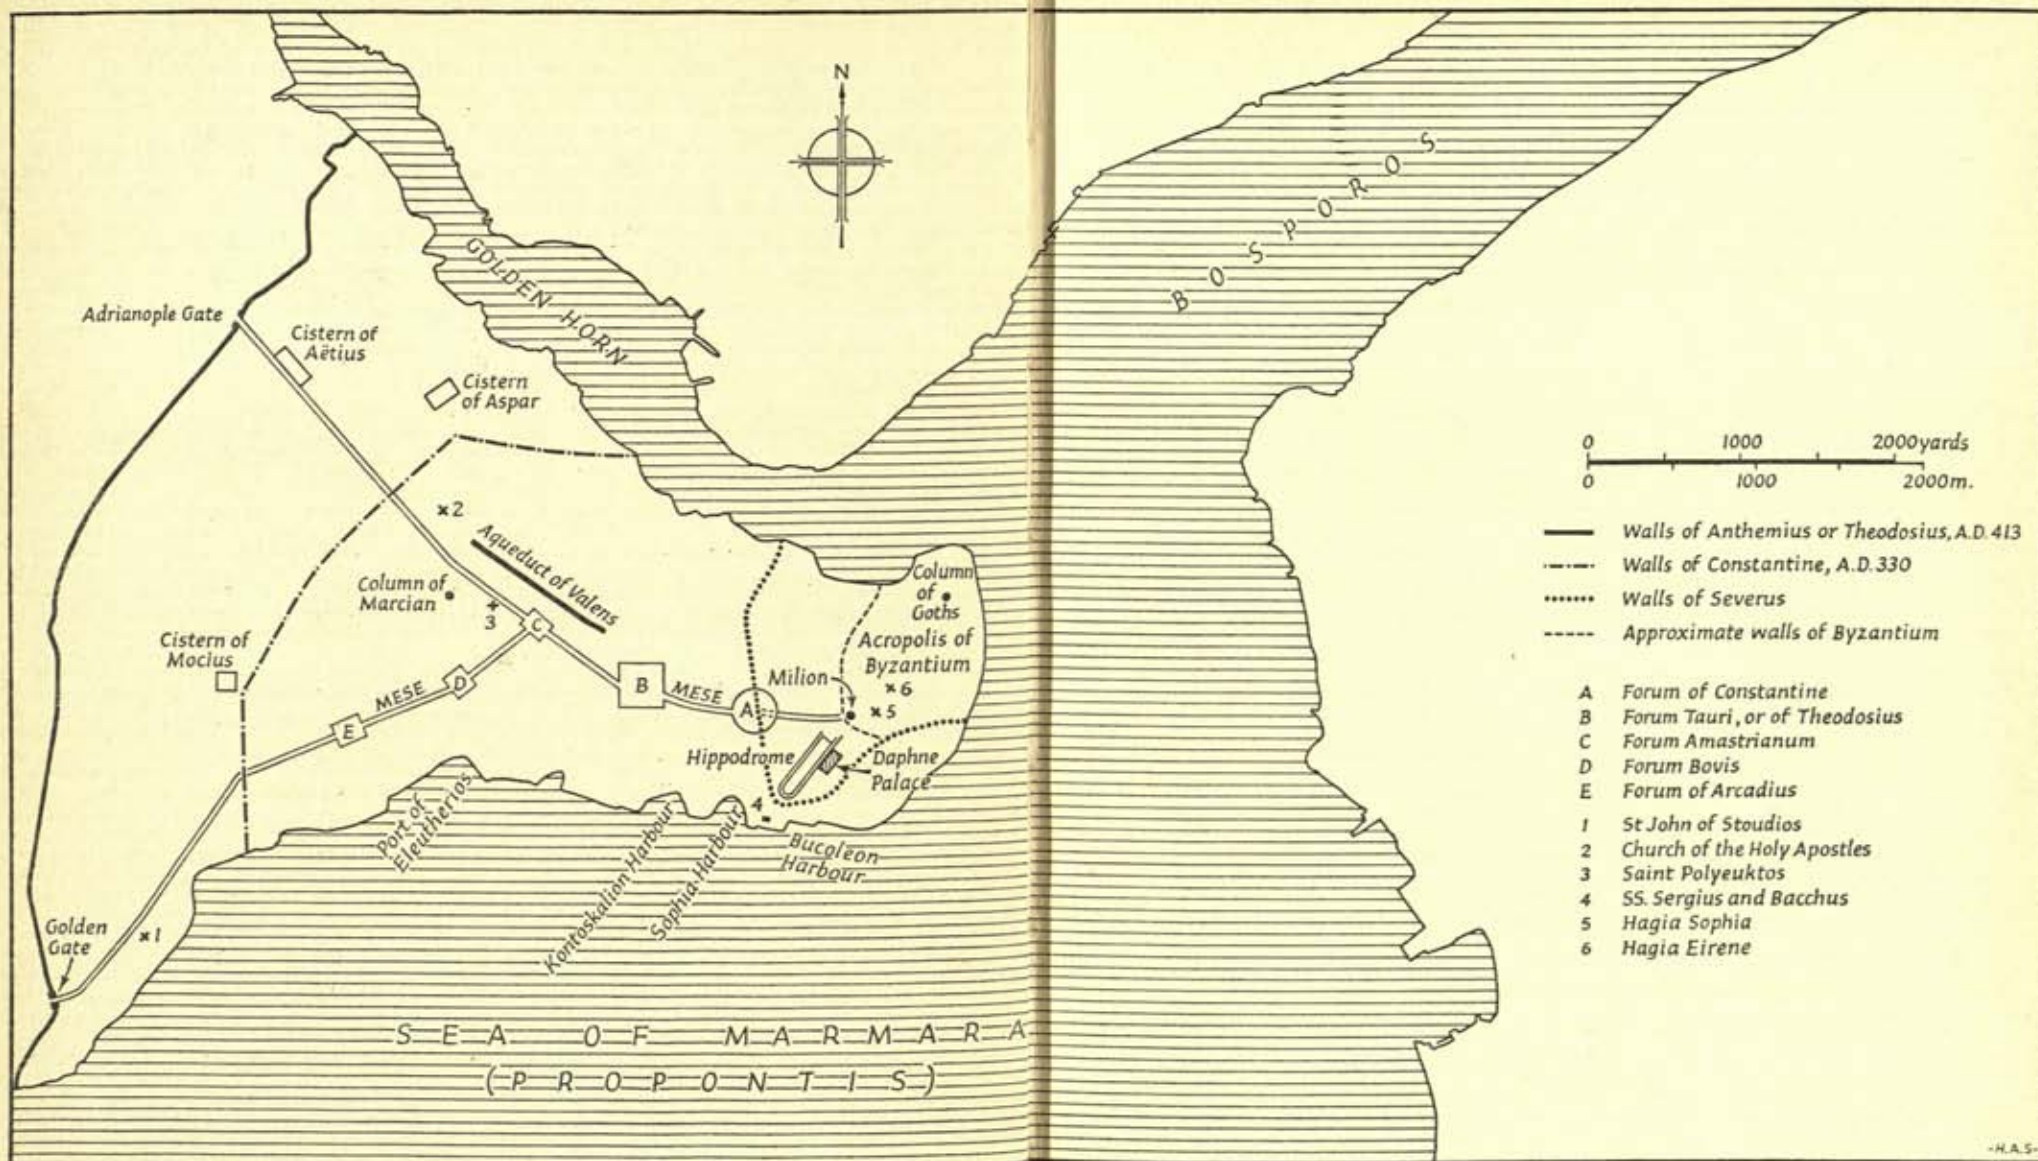 N
GOLDEN HORN
BOSPOROS
Adrianople Gate
Cistern of
Aëtius
Cistern
of Aspar
2
Aqueduct of Valens
Column of
Marcian
3
C
Cistern of
Mocius
MESE
D
E
B
MESE
A
Milion
Column
of
Goths
Acropolis of
Byzantium
6
5
Hippodrome
Daphne
Palace
4
Port of
Eleutherios
Kontoskalion Harbour
Sophia Harbour
Bucoleon
Harbour
Golden
Gate
1
SEA OF MARMARA
(PROPONTIS)
0 1000 2000 yards
0 1000 2000 m.
Walls of Anthemius or Theodosius, A.D. 413
Walls of Constantine, A.D. 330
Walls of Severus
Approximate walls of Byzantium
A Forum of Constantine
B Forum Tauri, or of Theodosius
C Forum Amastrianum
D Forum Bovis
E Forum of Arcadius
1 St John of Stoudios
2 Church of the Holy Apostles
3 Saint Polyeuktos
4 SS. Sergius and Bacchus
5 Hagia Sophia
6 Hagia Eirene
-H.A.S-